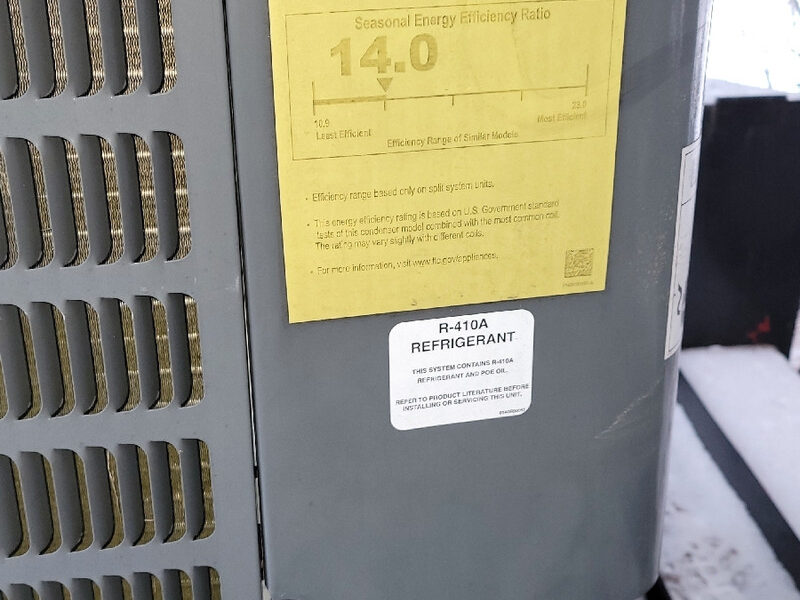 Seasonal Energy Efficiency Ratio
14.0
10.9
23.0
Least Efficient
Most Efficient
Efficiency Range of Similar Models
• Efficiency range based only on split system units.
• This energy efficiency rating is based on U.S. Government standard
tests of this condenser model combined with the most common coil.
The rating may vary slightly with different coils.
• For more information, visit www.ftc.gov/appliances.
R-410A
REFRIGERANT
THIS SYSTEM CONTAINS R-410A
REFRIGERANT AND POE OIL.
REFER TO PRODUCT LITERATURE BEFORE
INSTALLING OR SERVICING THIS UNIT.